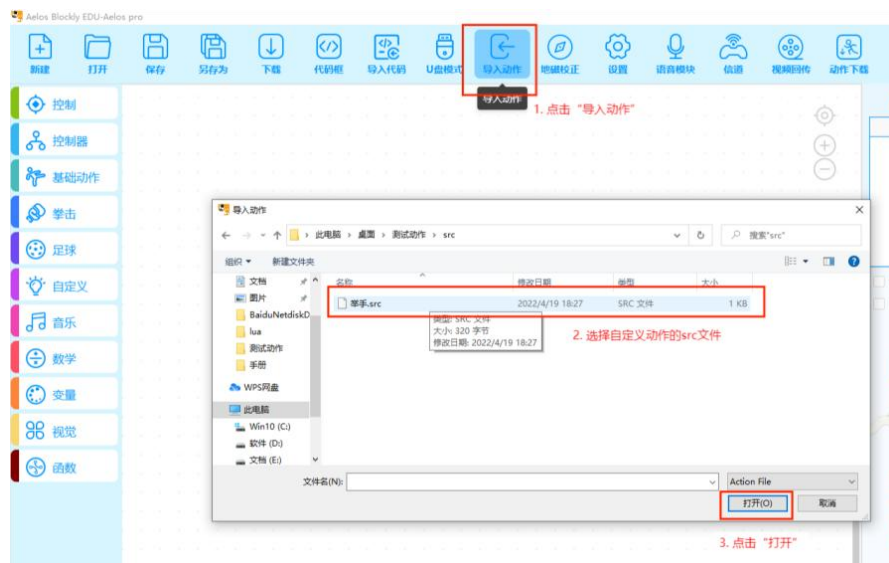 Aelos Blockly EDU-Aelos pro
新建 打开 保存 另存为 下载 代码框 导入代码 U盘模式 导入动作 地磁校正 设置 语音模块 信道 视频回传 动作下载
导入动作
1. 点击“导入动作”
控制
控制器
基础动作
拳击
足球
自定义
音乐
数学
变量
视觉
函数
导入动作
此电脑 › 桌面 › 测试动作 › src
搜索"src"
组织 新建文件夹
名称 修改日期 类型 大小
举手.src 2022/4/19 18:27 SRC 文件 1 KB
类型: SRC 文件
大小: 320 字节
修改日期: 2022/4/19 18:27
2. 选择自定义动作的src文件
文档
图片
BaiduNetdiskD
lua
测试动作
手册
WPS网盘
此电脑
Win10 (C:)
软件 (D:)
文档 (E:)
文件名(N):
Action File
打开(O) 取消
3. 点击“打开”